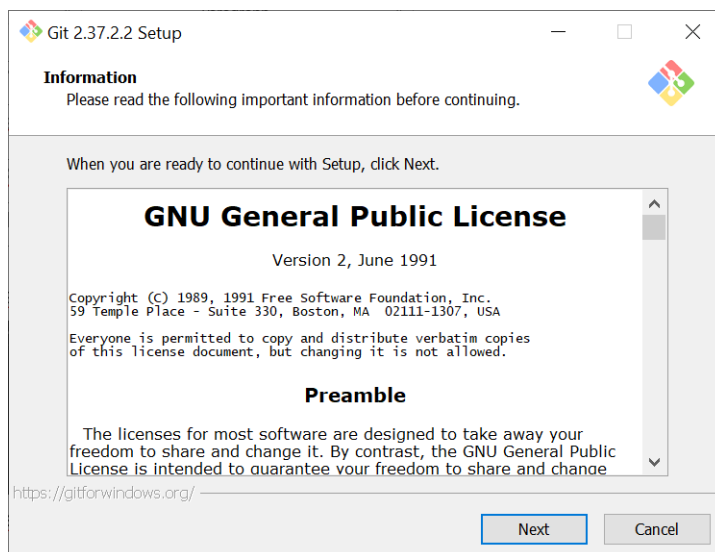 Git 2.37.2.2 Setup
Information
Please read the following important information before continuing.
When you are ready to continue with Setup, click Next.
GNU General Public License
Version 2, June 1991
Copyright (C) 1989, 1991 Free Software Foundation, Inc.
59 Temple Place - Suite 330, Boston, MA  02111-1307, USA
Everyone is permitted to copy and distribute verbatim copies
of this license document, but changing it is not allowed.
Preamble
The licenses for most software are designed to take away your
freedom to share and change it. By contrast, the GNU General Public
License is intended to guarantee your freedom to share and change
https://gitforwindows.org/
Next
Cancel